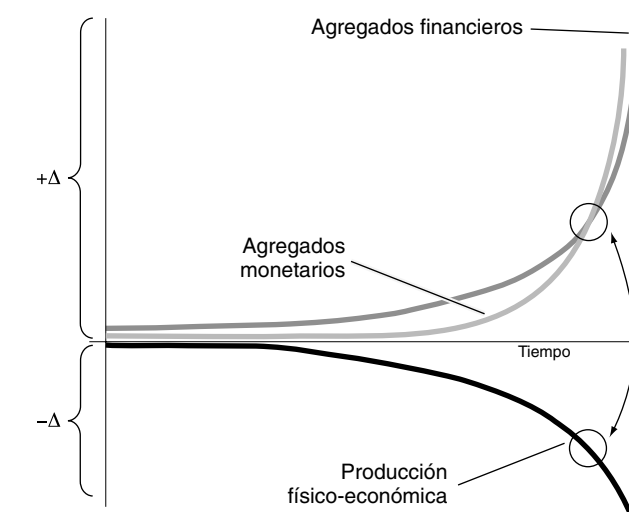 Agregados financieros
+Δ
Agregados
monetarios
Tiempo
−Δ
Producción
físico-económica